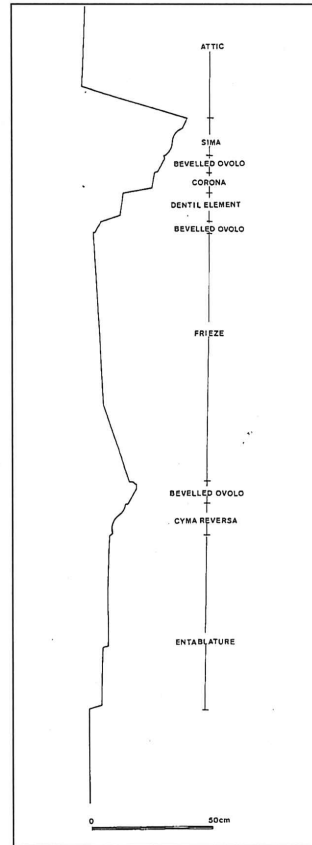 ATTIC
SIMA
BEVELLED OVOLO
CORONA
DENTIL ELEMENT
BEVELLED OVOLO
FRIEZE
BEVELLED OVOLO
CYMA REVERSA
ENTABLATURE
0 50cm